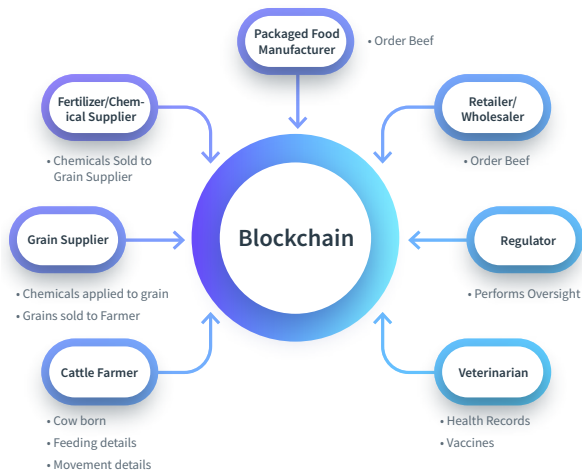 Packaged Food
Manufacturer
• Order Beef
Fertilizer/Chem-
ical Supplier
Retailer/
Wholesaler
• Chemicals Sold to
Grain Supplier
• Order Beef
Blockchain
Grain Supplier
Regulator
• Chemicals applied to grain
• Grains sold to Farmer
• Performs Oversight
Cattle Farmer
Veterinarian
• Cow born
• Feeding details
• Movement details
• Health Records
• Vaccines